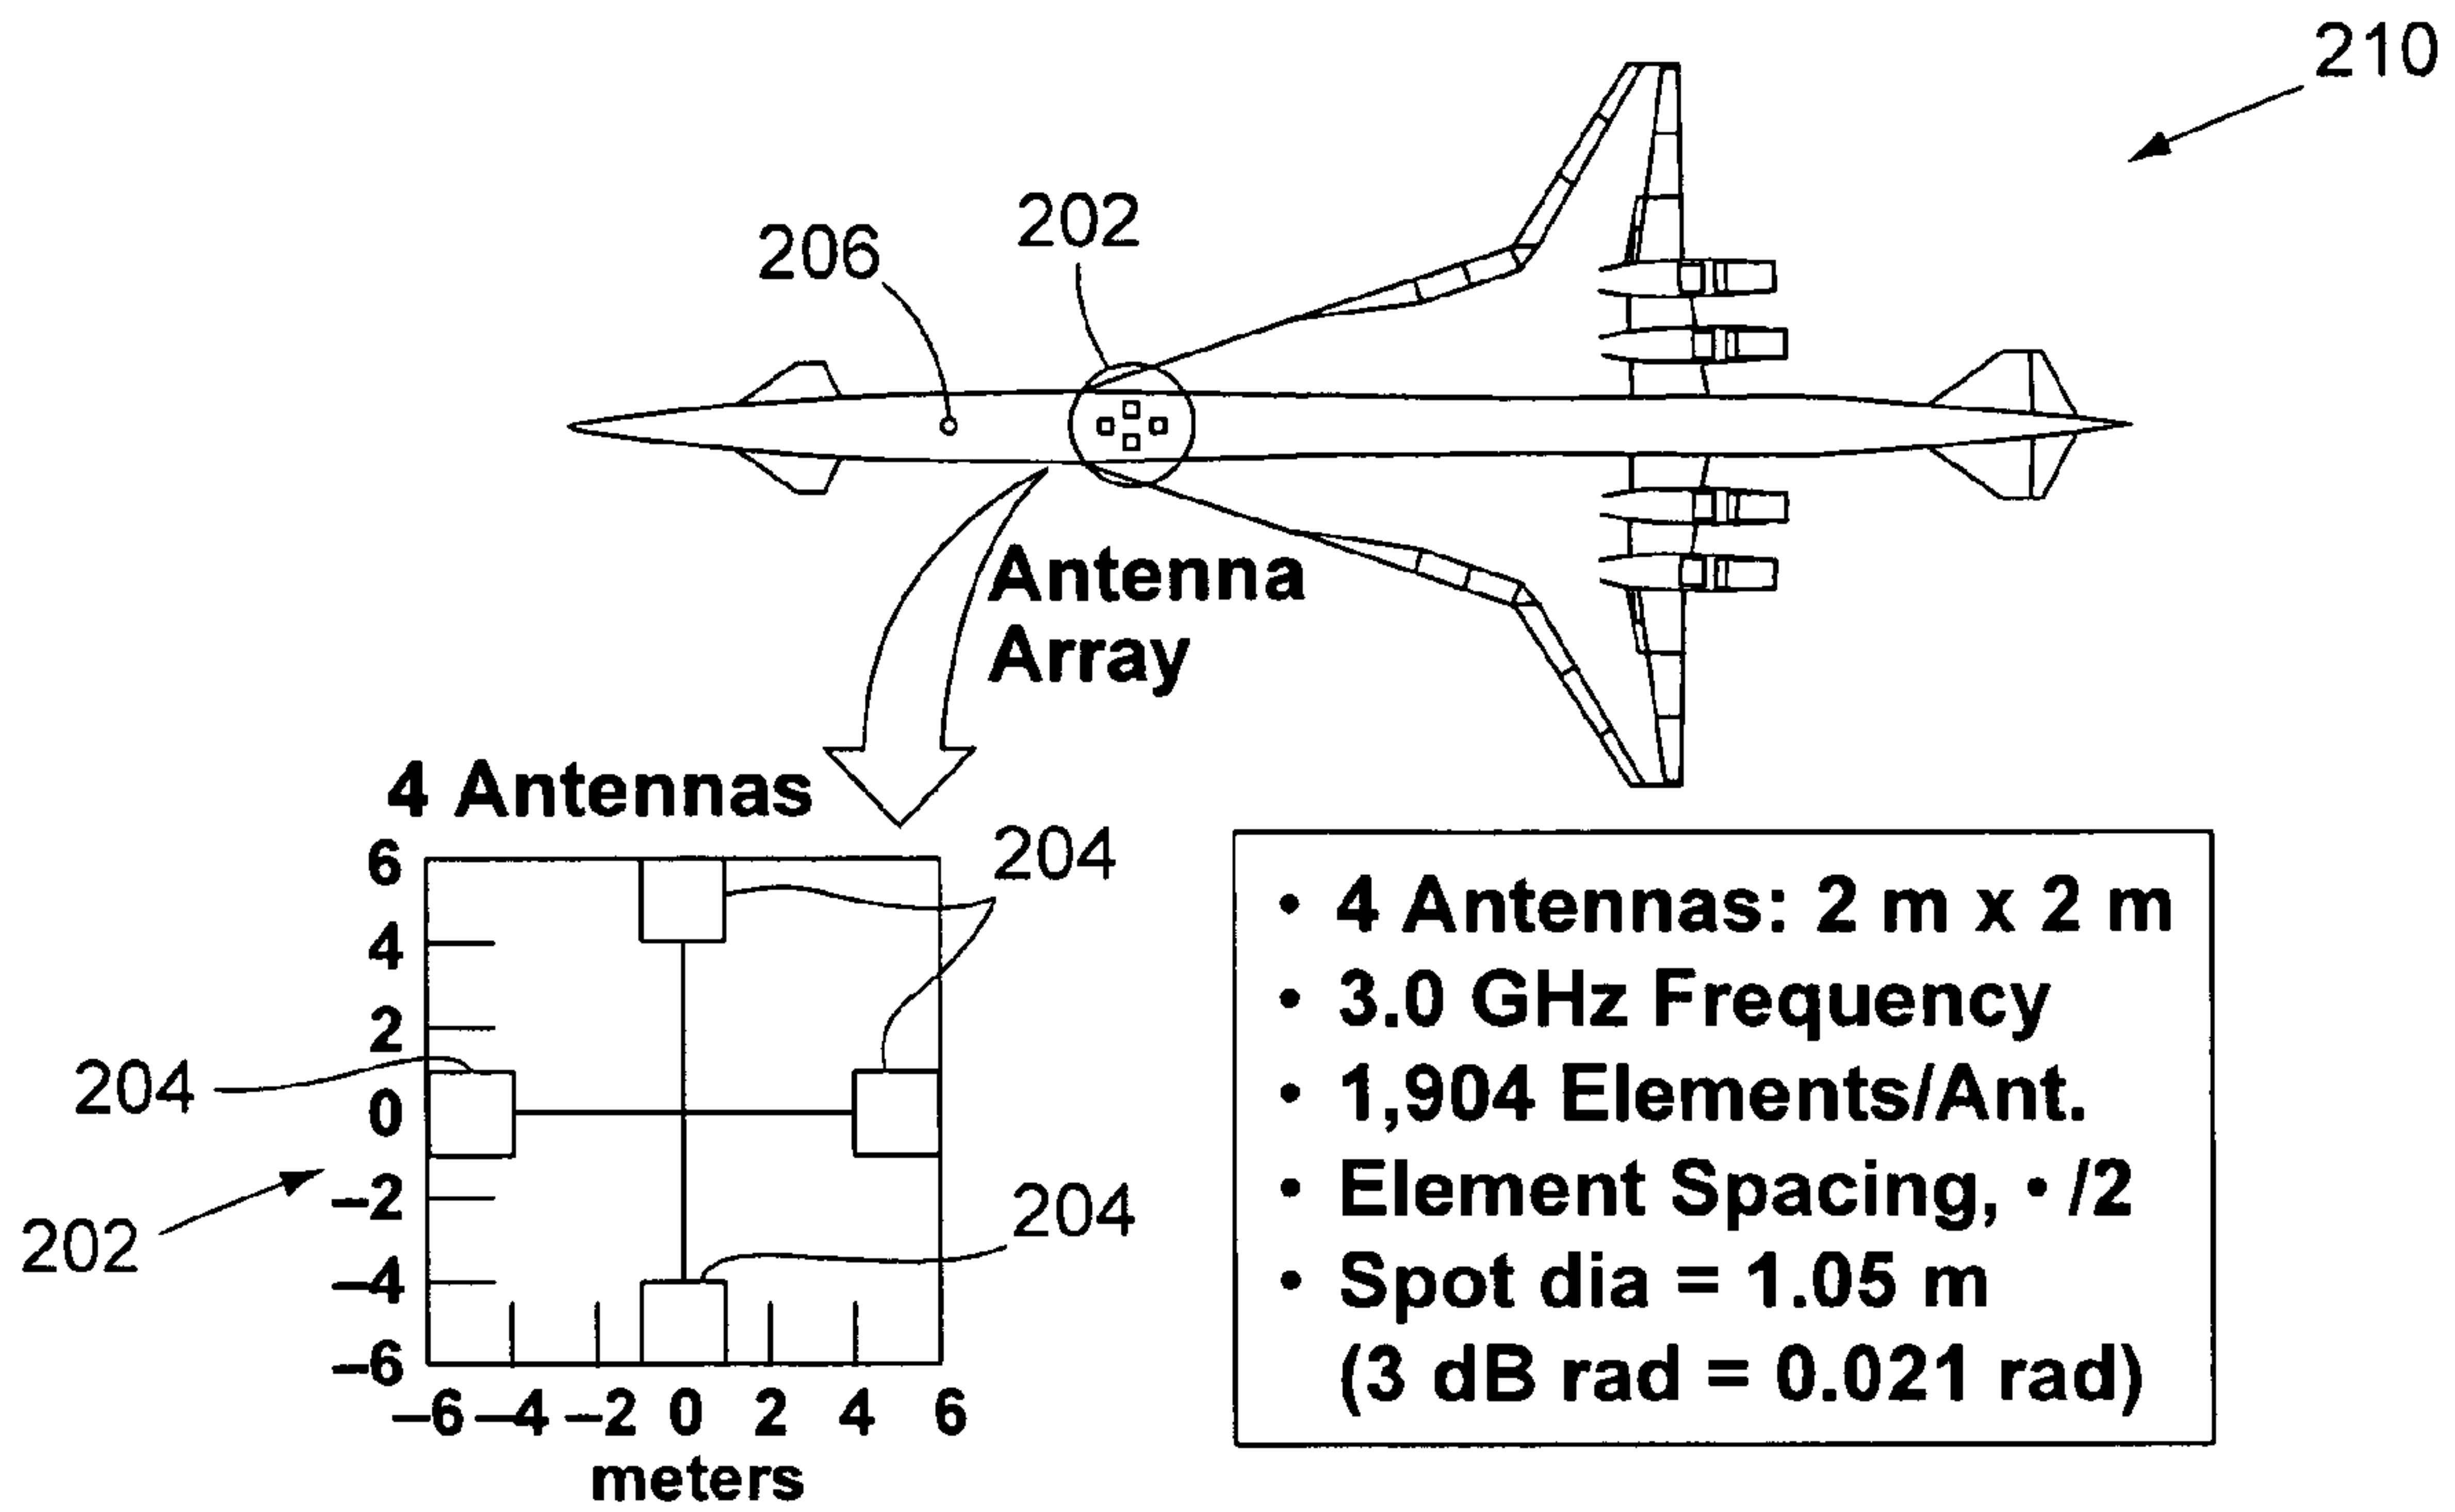 210
202
206
Antenna
Array
4 Antennas
6
4
2
0
–2
–4
–6
–6 –4 –2 0 2 4 6
meters
204
204
204
202
• 4 Antennas: 2 m x 2 m
• 3.0 GHz Frequency
• 1,904 Elements/Ant.
• Element Spacing, • /2
• Spot dia = 1.05 m
(3 dB rad = 0.021 rad)